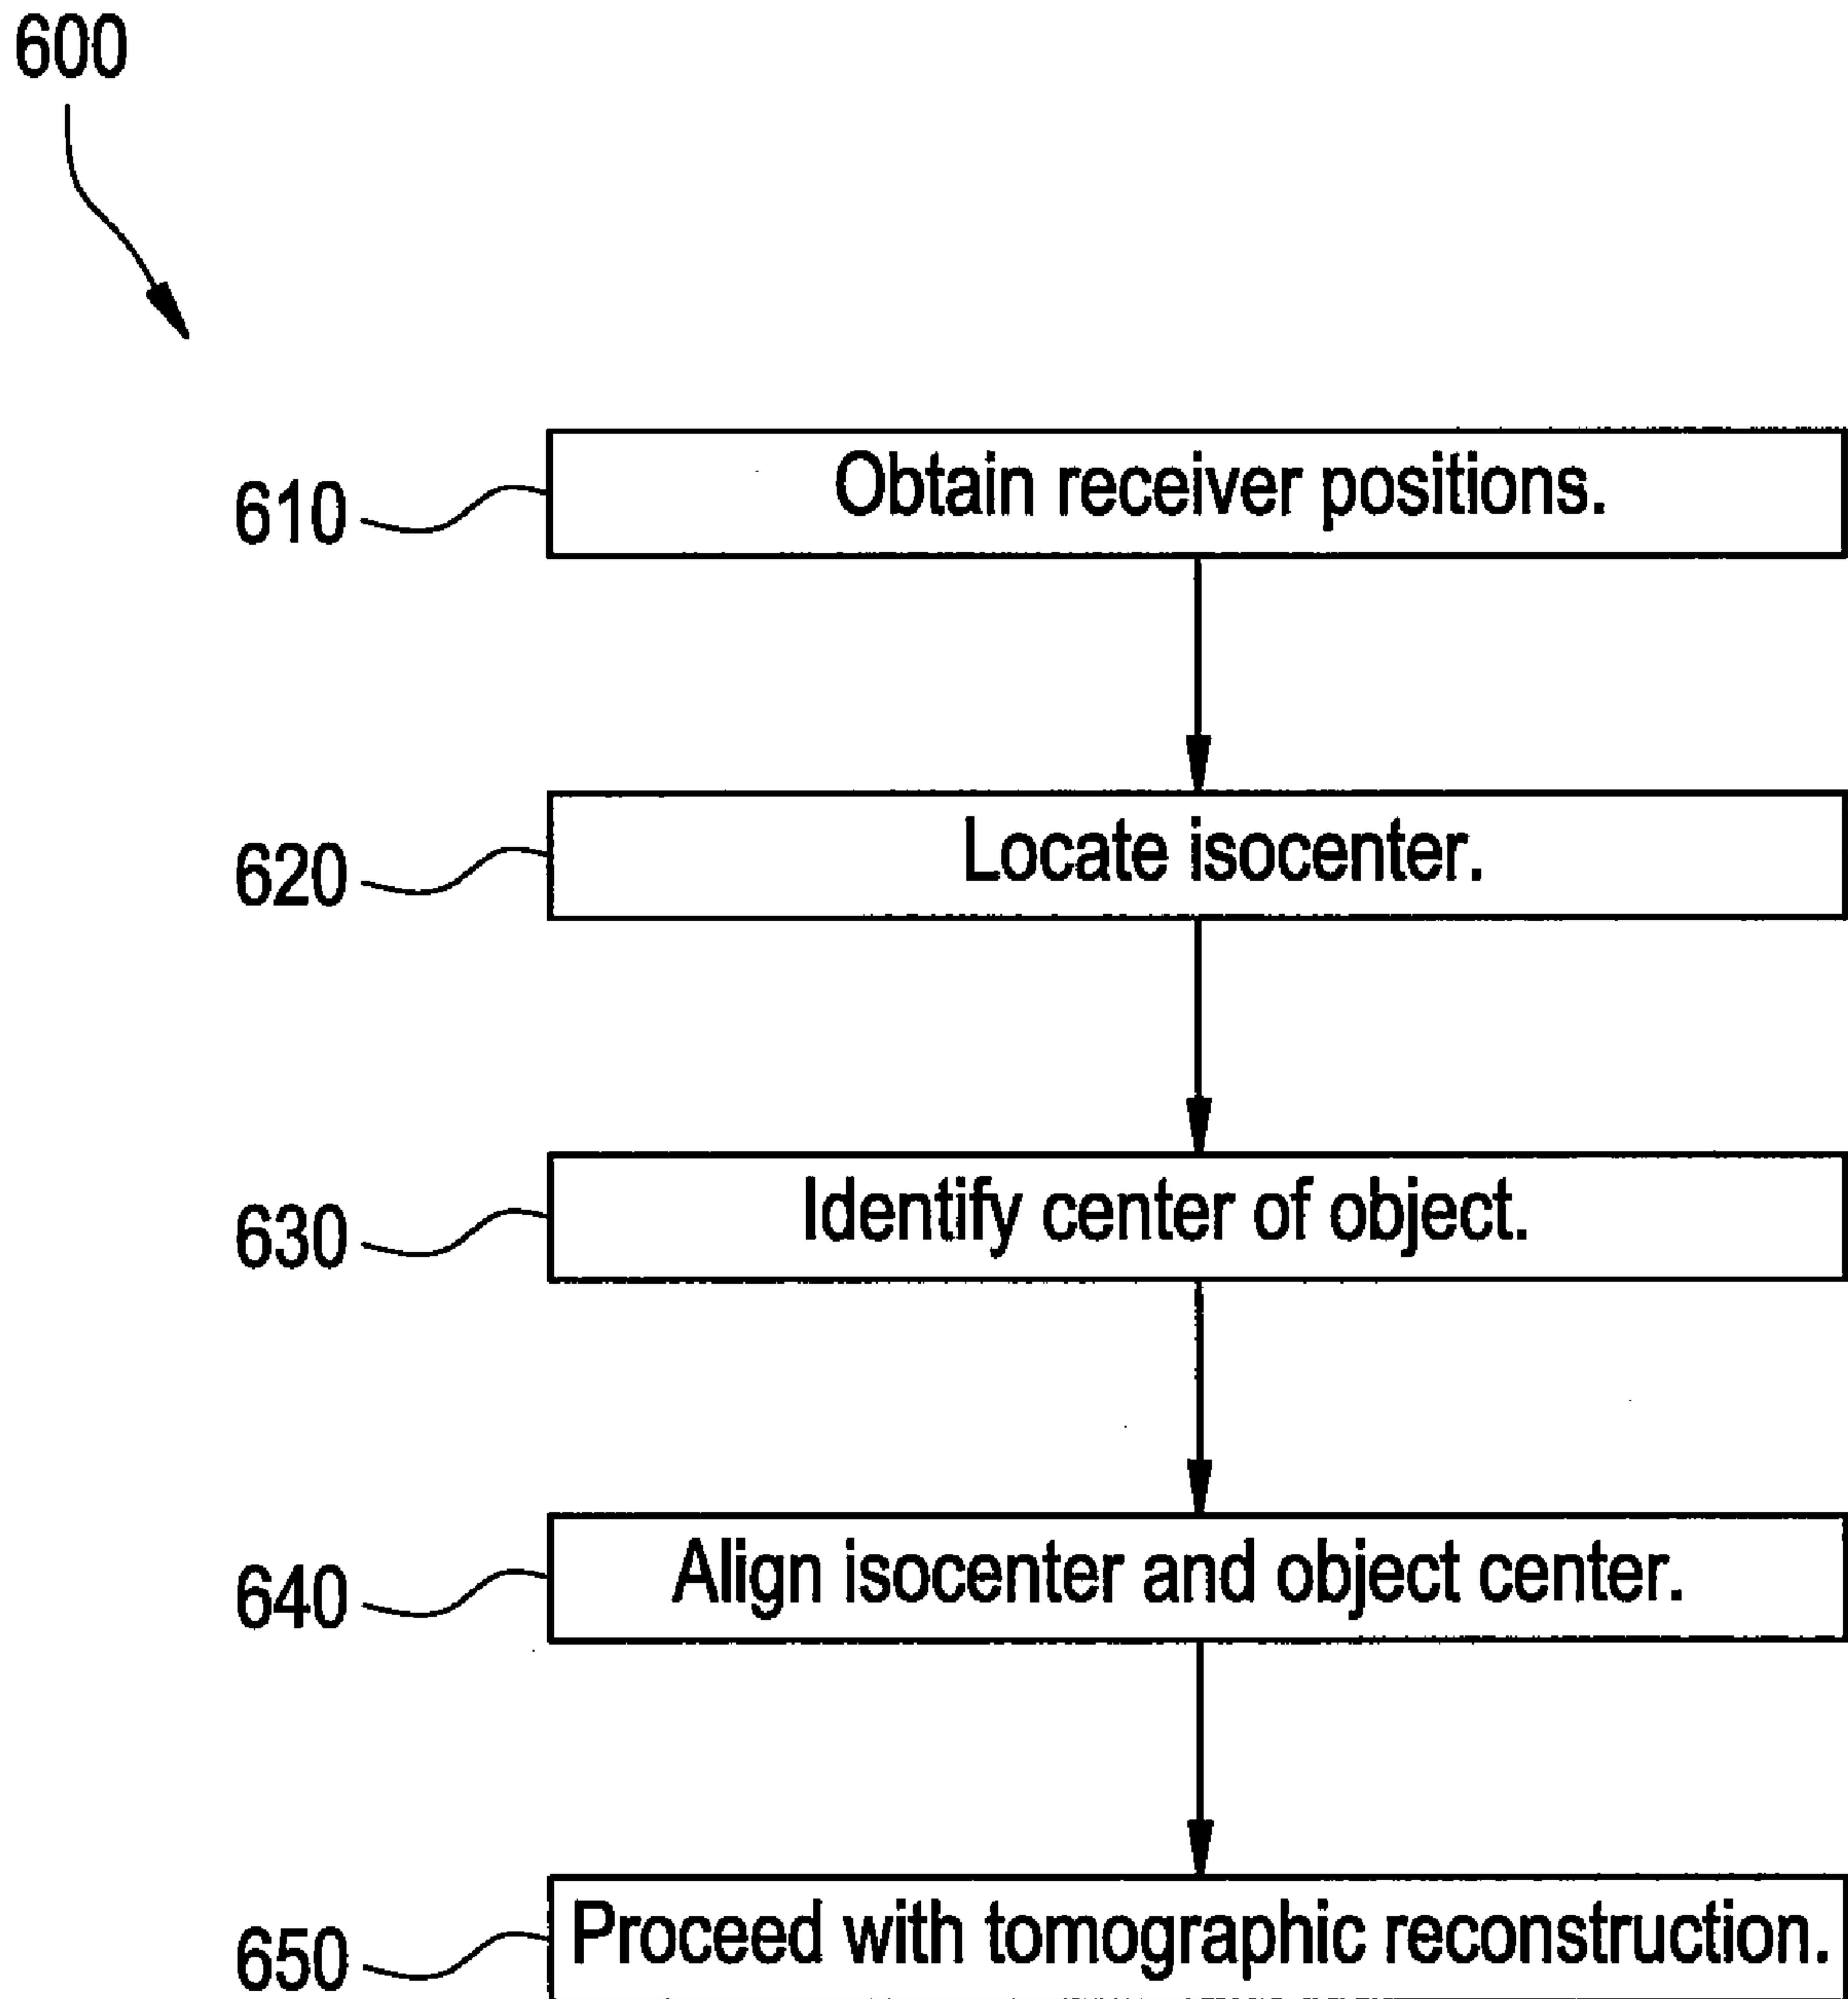 600
610 Obtain receiver positions.
620 Locate isocenter.
630 Identify center of object.
640 Align isocenter and object center.
650 Proceed with tomographic reconstruction.